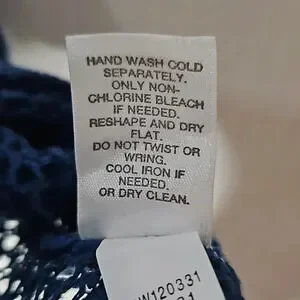 HAND WASH COLD
SEPARATELY.
ONLY NON-
CHLORINE BLEACH
IF NEEDED.
RESHAPE AND DRY
FLAT.
DO NOT TWIST OR
WRING.
COOL IRON IF
NEEDED.
OR DRY CLEAN.
W120331